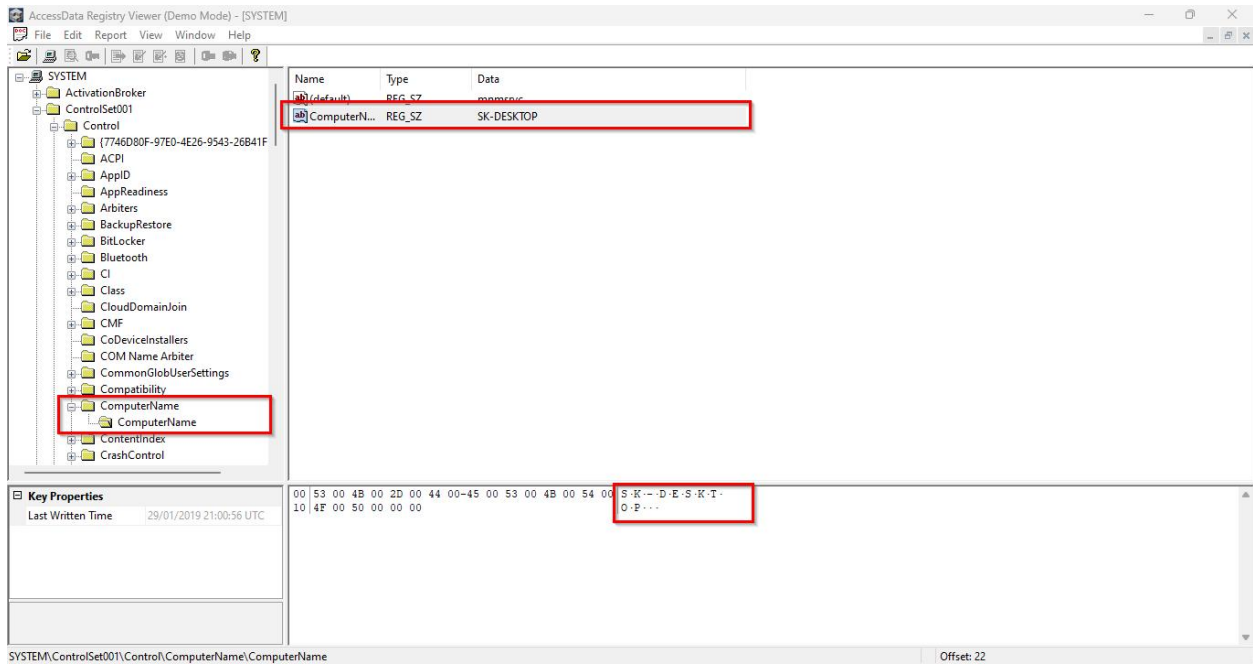 AccessData Registry Viewer (Demo Mode) - [SYSTEM]
File Edit Report View Window Help
SYSTEM
ActivationBroker
ControlSet001
Control
{7746D80F-97E0-4E26-9543-26B41F
ACPI
AppID
AppReadiness
Arbiters
BackupRestore
BitLocker
Bluetooth
CI
Class
CloudDomainJoin
CMF
CoDeviceInstallers
COM Name Arbiter
CommonGlobUserSettings
Compatibility
ComputerName
ComputerName
ContentIndex
CrashControl
Name Type Data
(default) REG_SZ mnmsrvc
ComputerN... REG_SZ SK-DESKTOP
Key Properties
Last Written Time 29/01/2019 21:00:56 UTC
00 53 00 4B 00 2D 00 44 00-45 00 53 00 4B 00 54 00 S·K·-·D·E·S·K·T·
10 4F 00 50 00 00 00 O·P···
SYSTEM\ControlSet001\Control\ComputerName\ComputerName Offset: 22